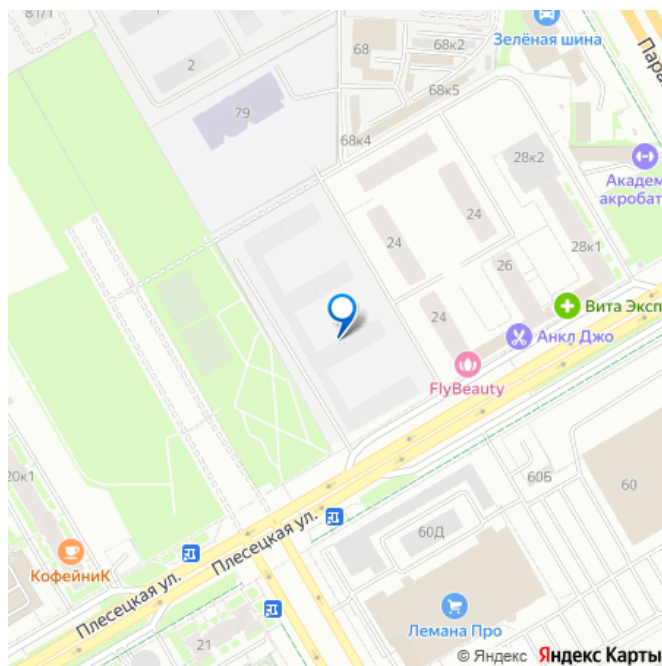 81/1
68
68к2
Зелёная шина
2
Пара
68к5
79
68к4
28к2
Академ
акробат
24
24
28к1
26
24
Вита Эксп
Анкл Джо
FlyBeauty
20к1
60Б
60
Плесецкая ул.
60Д
КофейниК
Плесецкая ул.
Лемана Про
21
© Яндекс Яндекс Карты